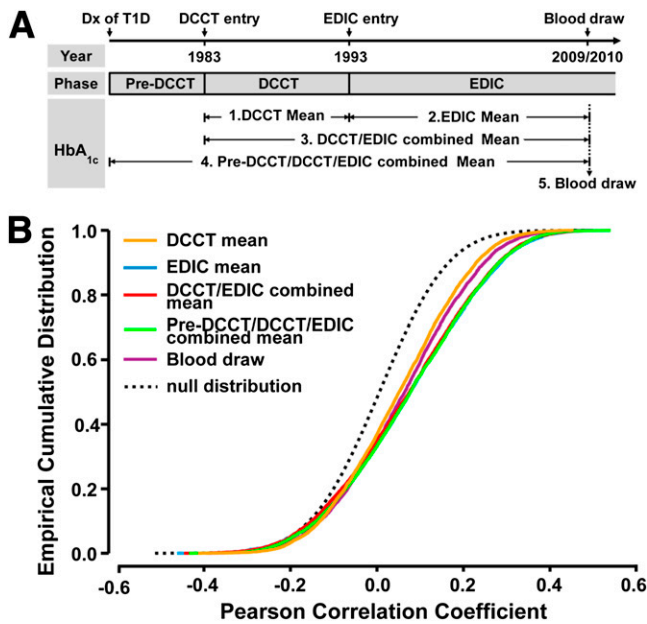 A
Dx of T1D DCCT entry EDIC entry Blood draw
Year 1983 1993 2009/2010
Phase Pre-DCCT DCCT EDIC
HbA1c
1.DCCT Mean 2.EDIC Mean
3. DCCT/EDIC combined Mean
4. Pre-DCCT/DCCT/EDIC combined Mean
5. Blood draw
B
Empirical Cumulative Distribution
1.0
0.8
0.6
0.4
0.2
0.0
DCCT mean
EDIC mean
DCCT/EDIC combined
mean
Pre-DCCT/DCCT/EDIC
combined mean
Blood draw
null distribution
-0.6 -0.4 -0.2 0.0 0.2 0.4 0.6
Pearson Correlation Coefficient